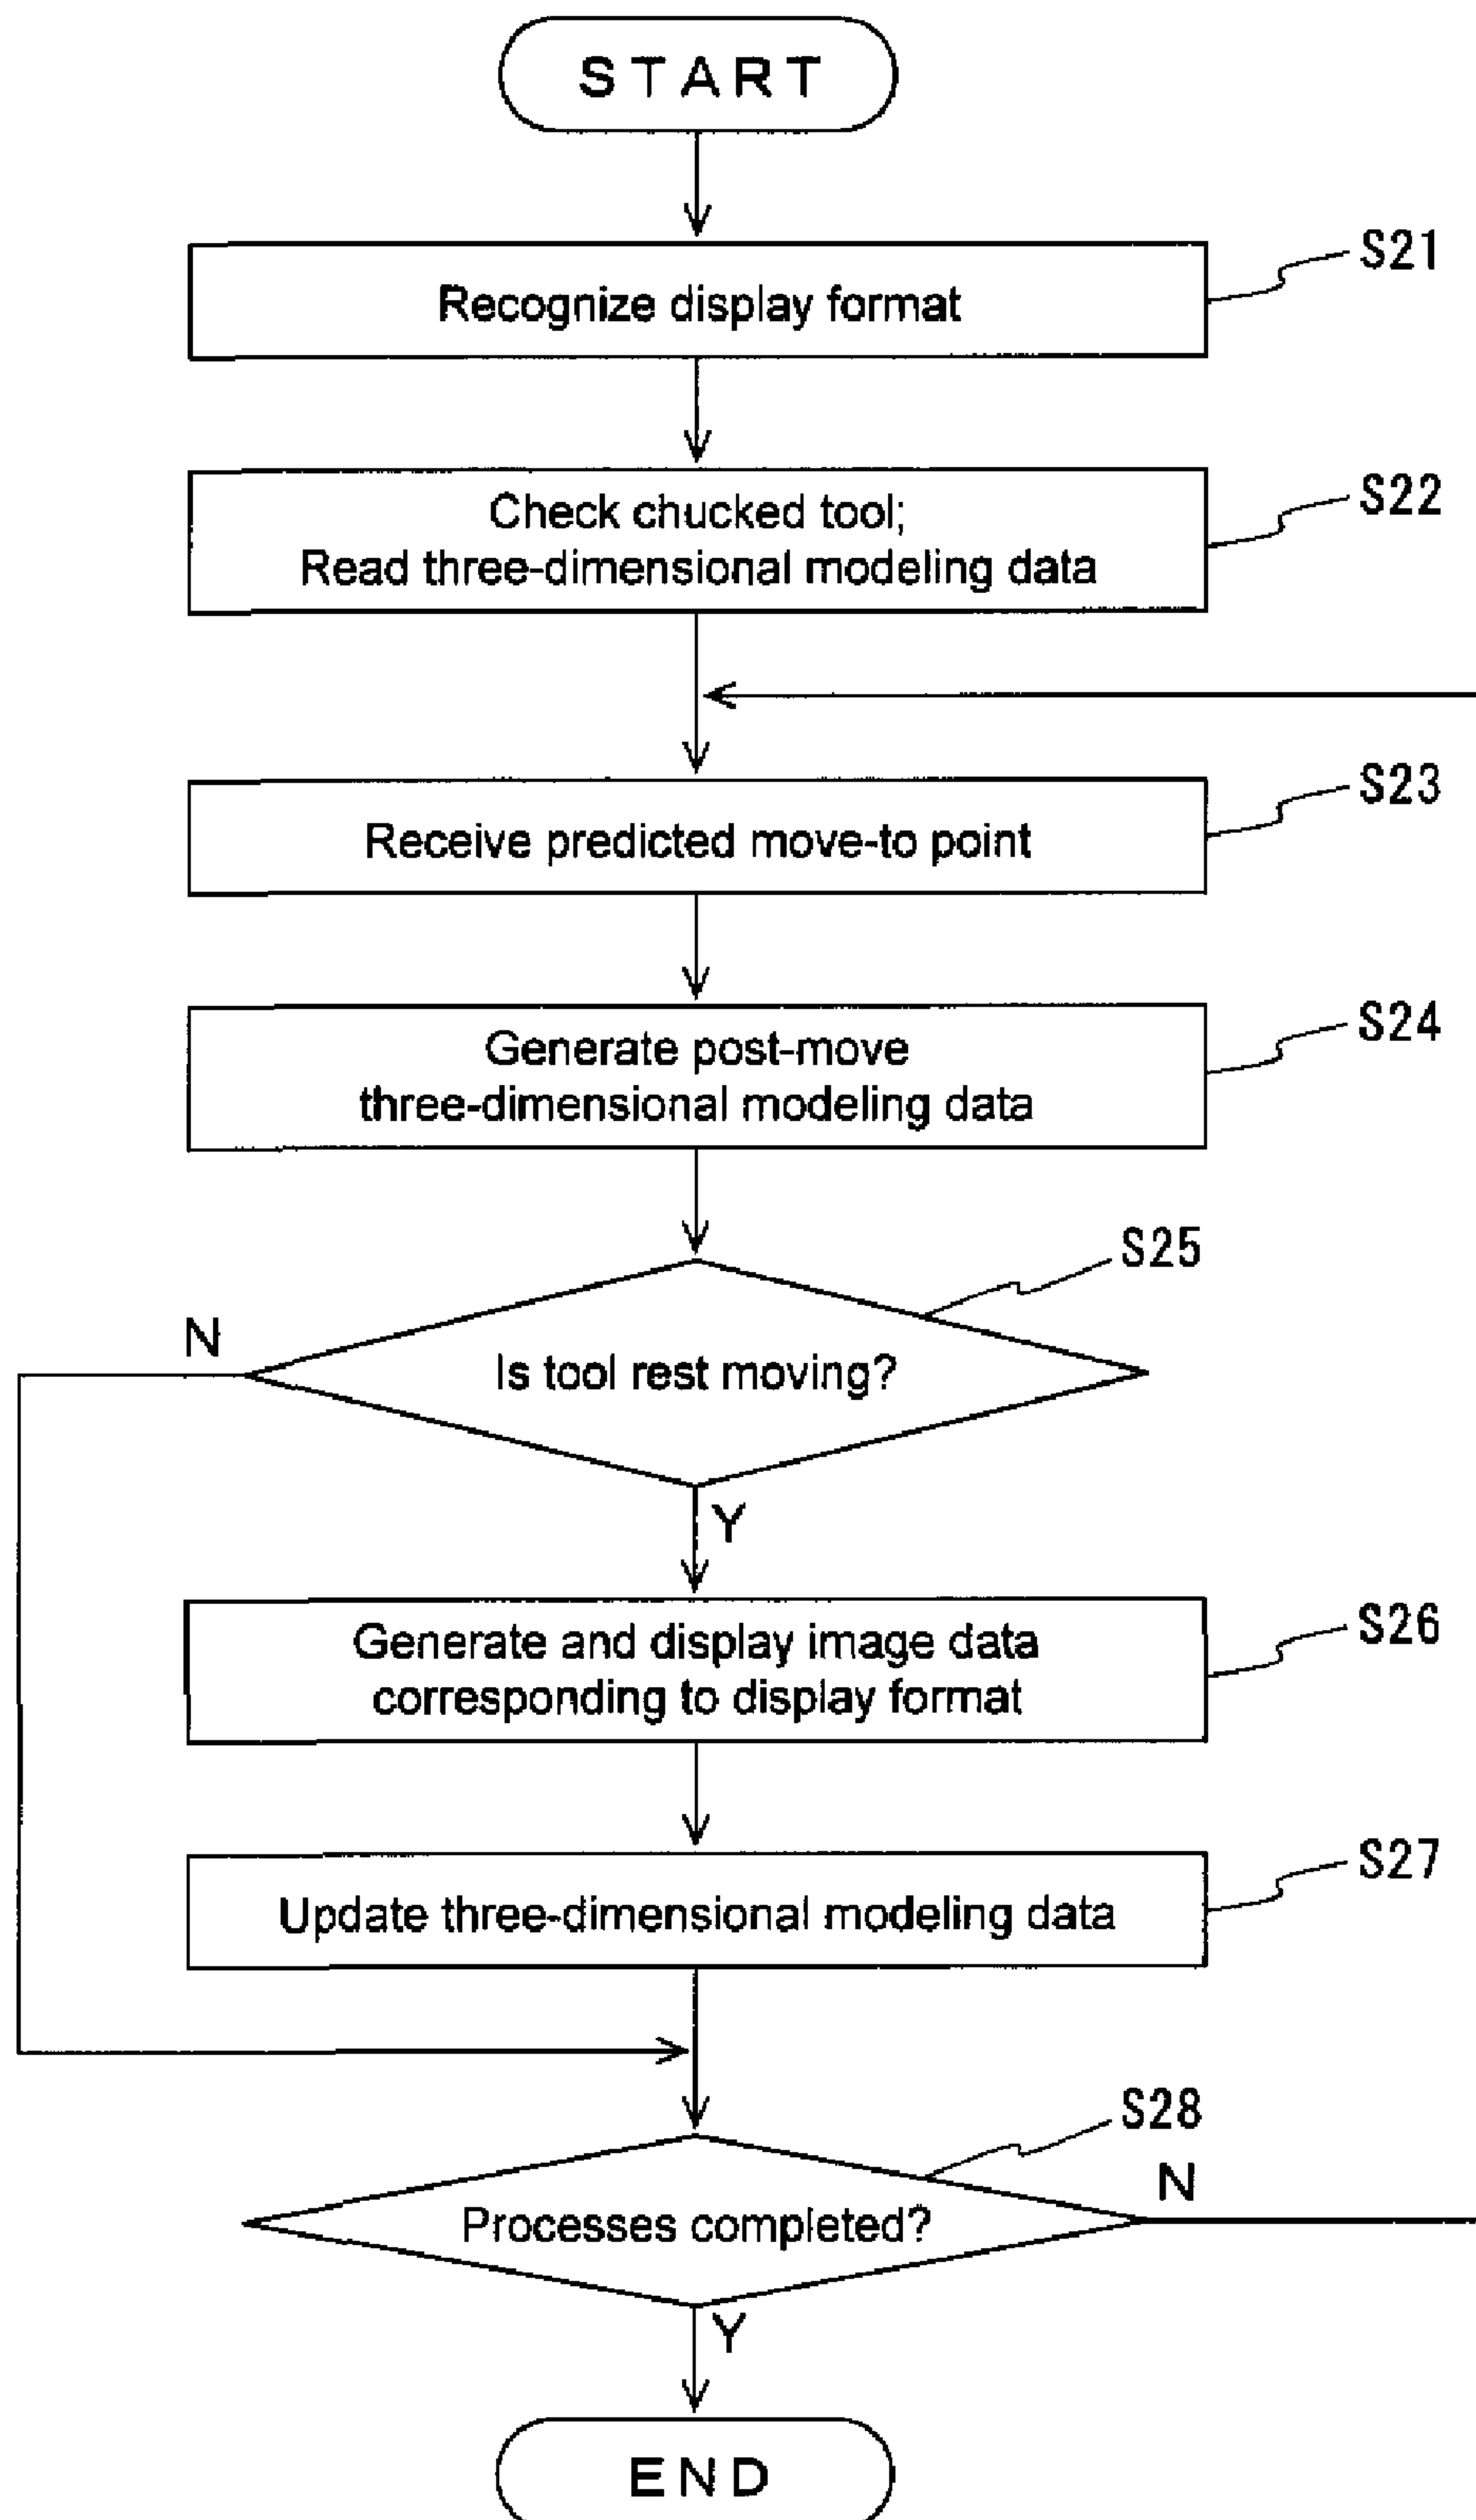 START
Recognize display format
S21
Check chucked tool;
Read three-dimensional modeling data
S22
Receive predicted move-to point
S23
Generate post-move
three-dimensional modeling data
S24
S25
N
Is tool rest moving?
Y
Generate and display image data
corresponding to display format
S26
Update three-dimensional modeling data
S27
S28
N
Processes completed?
Y
END